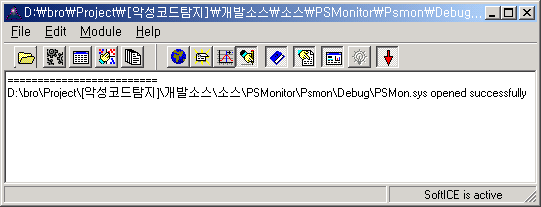 D:₩bro₩Project₩[악성코드탐지]₩개발소스₩소스₩PSMonitor₩Psmon₩Debug₩...
File Edit Module Help
=========================
D:\bro\Project\[악성코드탐지]\개발소스\소스\PSMonitor\Psmon\Debug\PSMon.sys opened successfully
SoftICE is active